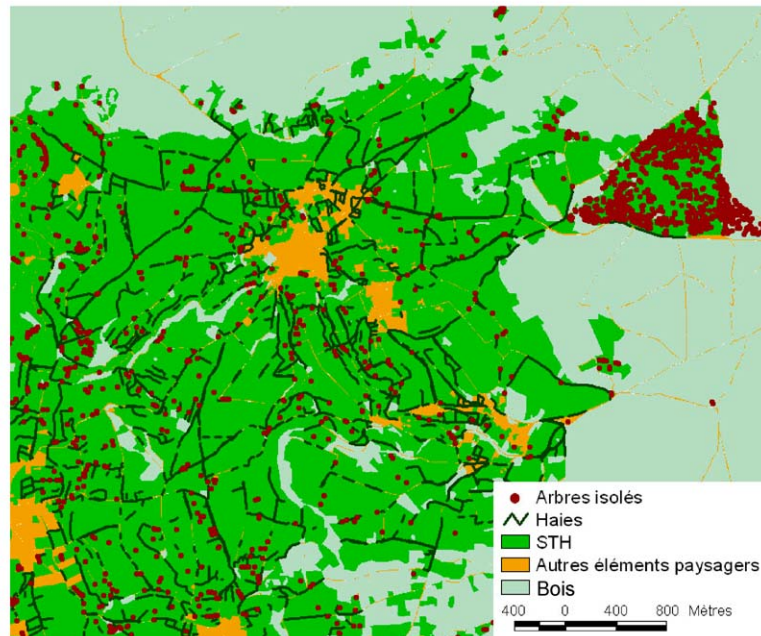 Arbres isolés
Haies
STH
Autres éléments paysagers
Bois
400 0 400 800 Mètres